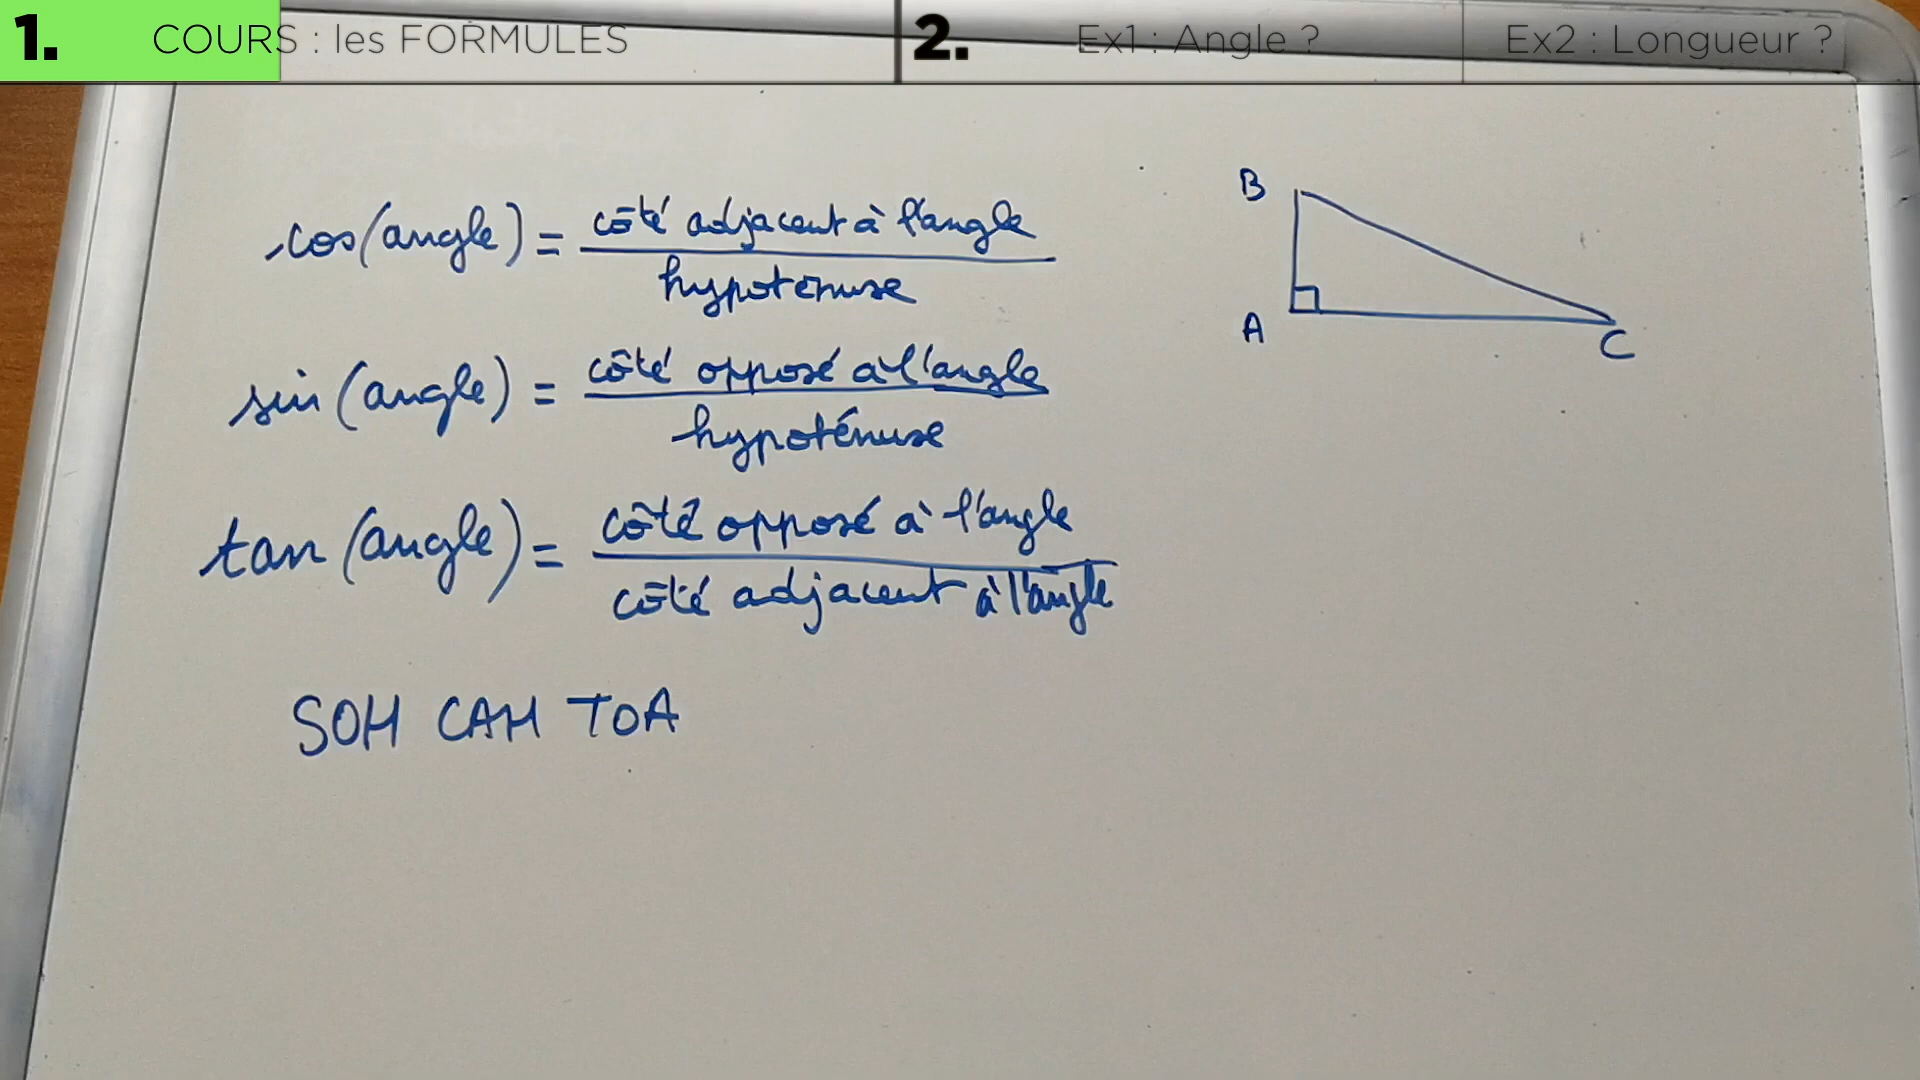 1. COURS : les FORMULES 2. Ex1 : Angle ? Ex2 : Longueur ?
cos(angle) = côté adjacent à l'angle
hypoténuse
sin (angle) = côté opposé à l'angle
hypoténuse
tan (angle) = côté opposé à l'angle
côté adjacent à l'angle
SOH CAH TOA
B
A
C